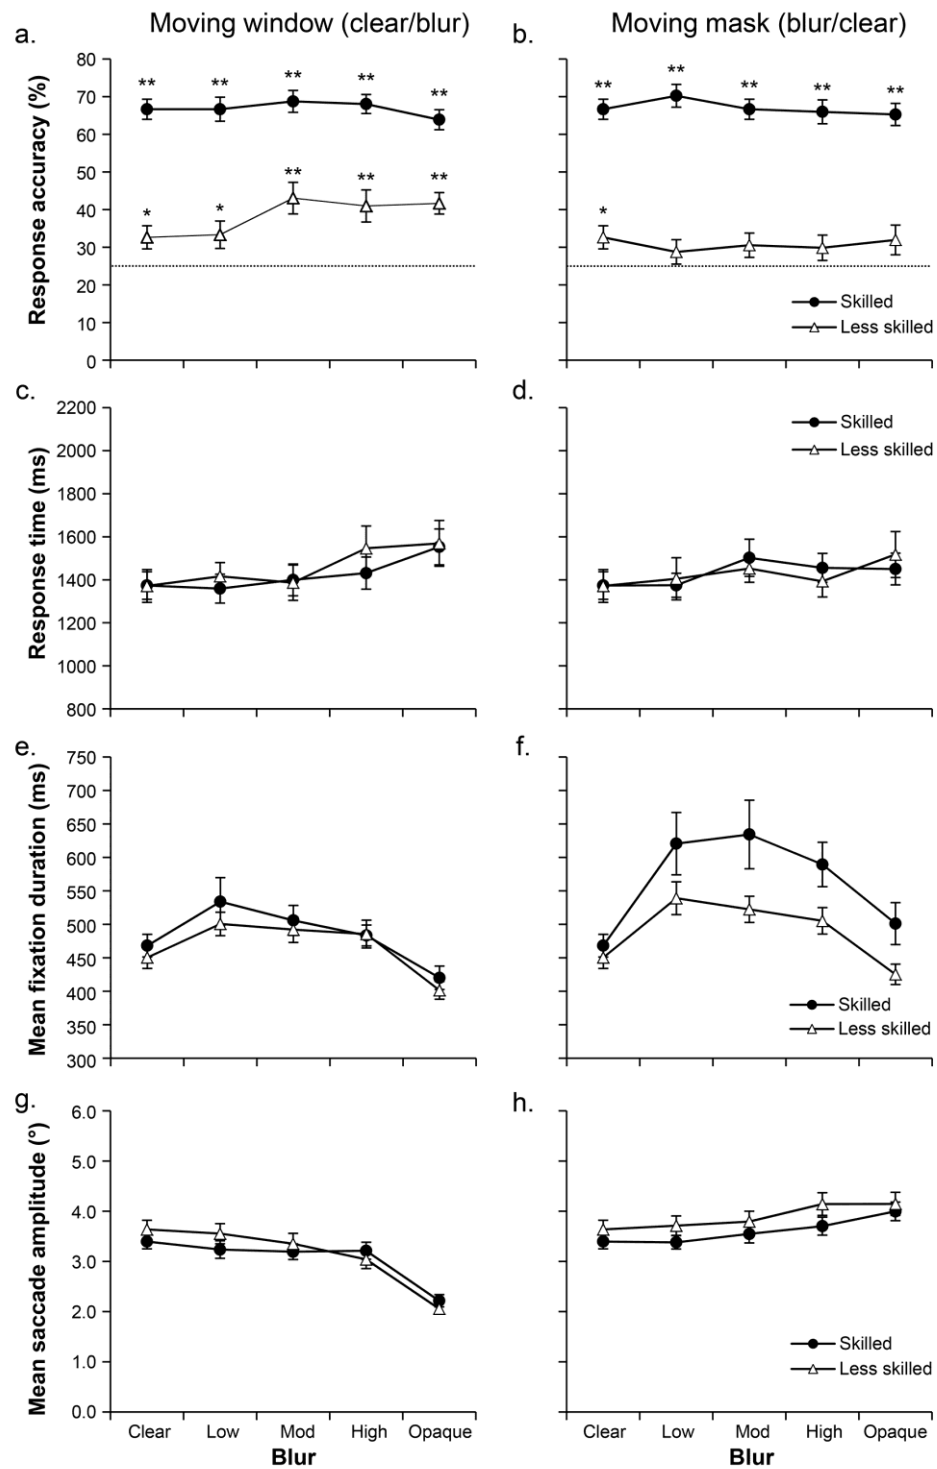 a. Moving window (clear/blur)
b. Moving mask (blur/clear)
Response accuracy (%)
80
70
60
50
40
30
20
10
0
** ** ** ** **
* * ** ** **
** ** ** ** **
*
Skilled
Less skilled
c.
d.
Response time (ms)
2200
2000
1800
1600
1400
1200
1000
800
Skilled
Less skilled
e.
f.
Mean fixation duration (ms)
750
700
650
600
550
500
450
400
350
300
Skilled
Less skilled
g.
h.
Mean saccade amplitude (°)
6.0
5.0
4.0
3.0
2.0
1.0
0.0
Skilled
Less skilled
Clear Low Mod High Opaque
Blur
Clear Low Mod High Opaque
Blur